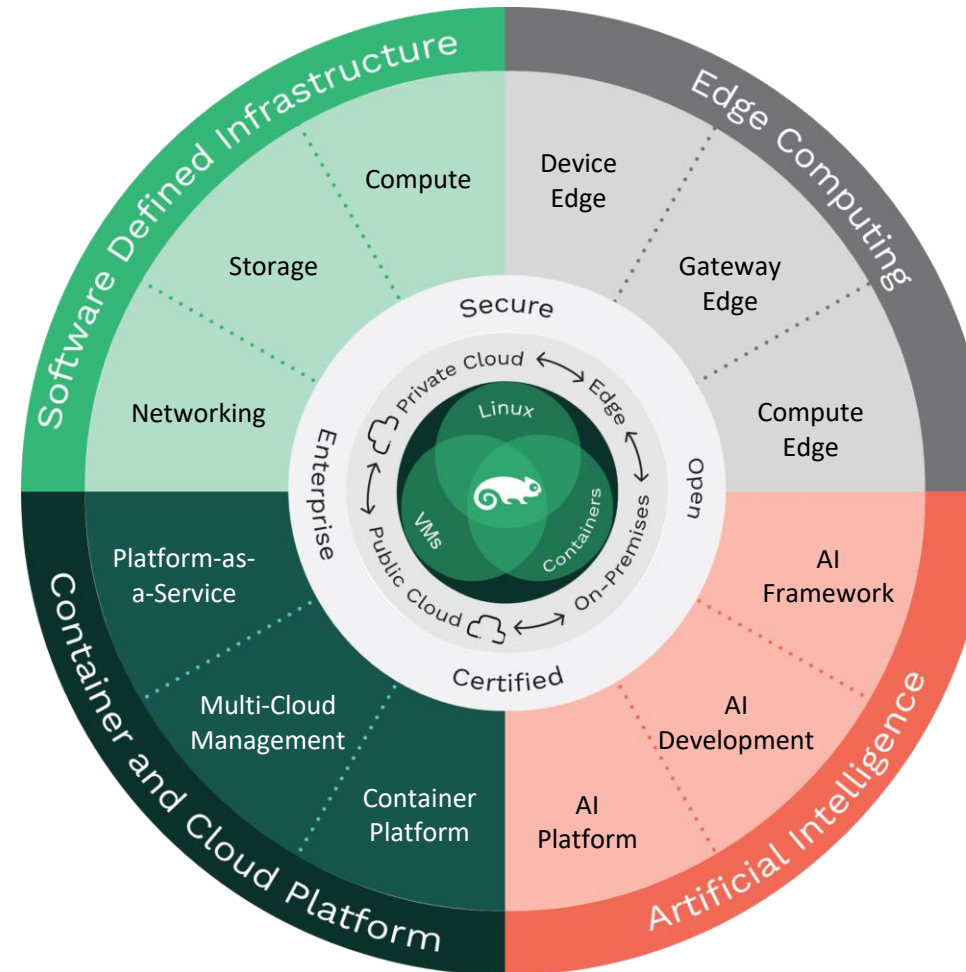 Software Defined Infrastructure
Edge Computing
Compute
Storage
Networking
Device
Edge
Gateway
Edge
Compute
Edge
Secure
Open
Certified
Enterprise
Private Cloud
Edge
On-Premises
Public Cloud
Linux
VMs
Containers
Platform-as-
a-Service
Multi-Cloud
Management
Container
Platform
AI
Framework
AI
Development
AI
Platform
Container and Cloud Platform
Artificial Intelligence